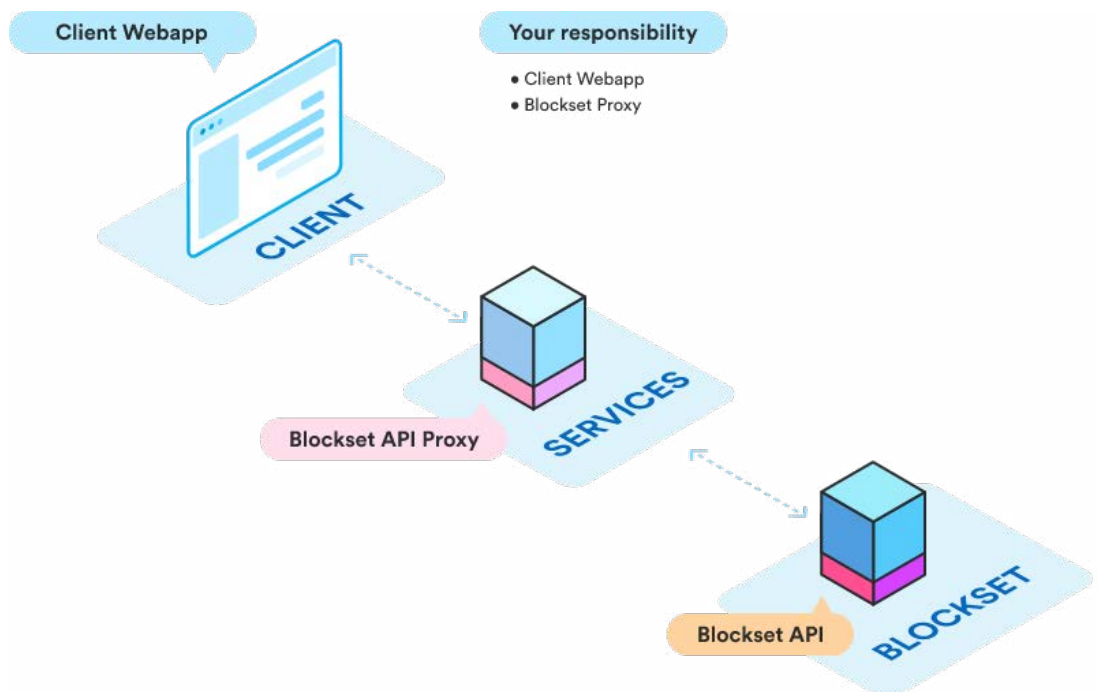 Client Webapp
Your responsibility
• Client Webapp
• Blockset Proxy
CLIENT
SERVICES
Blockset API Proxy
BLOCKSET
Blockset API